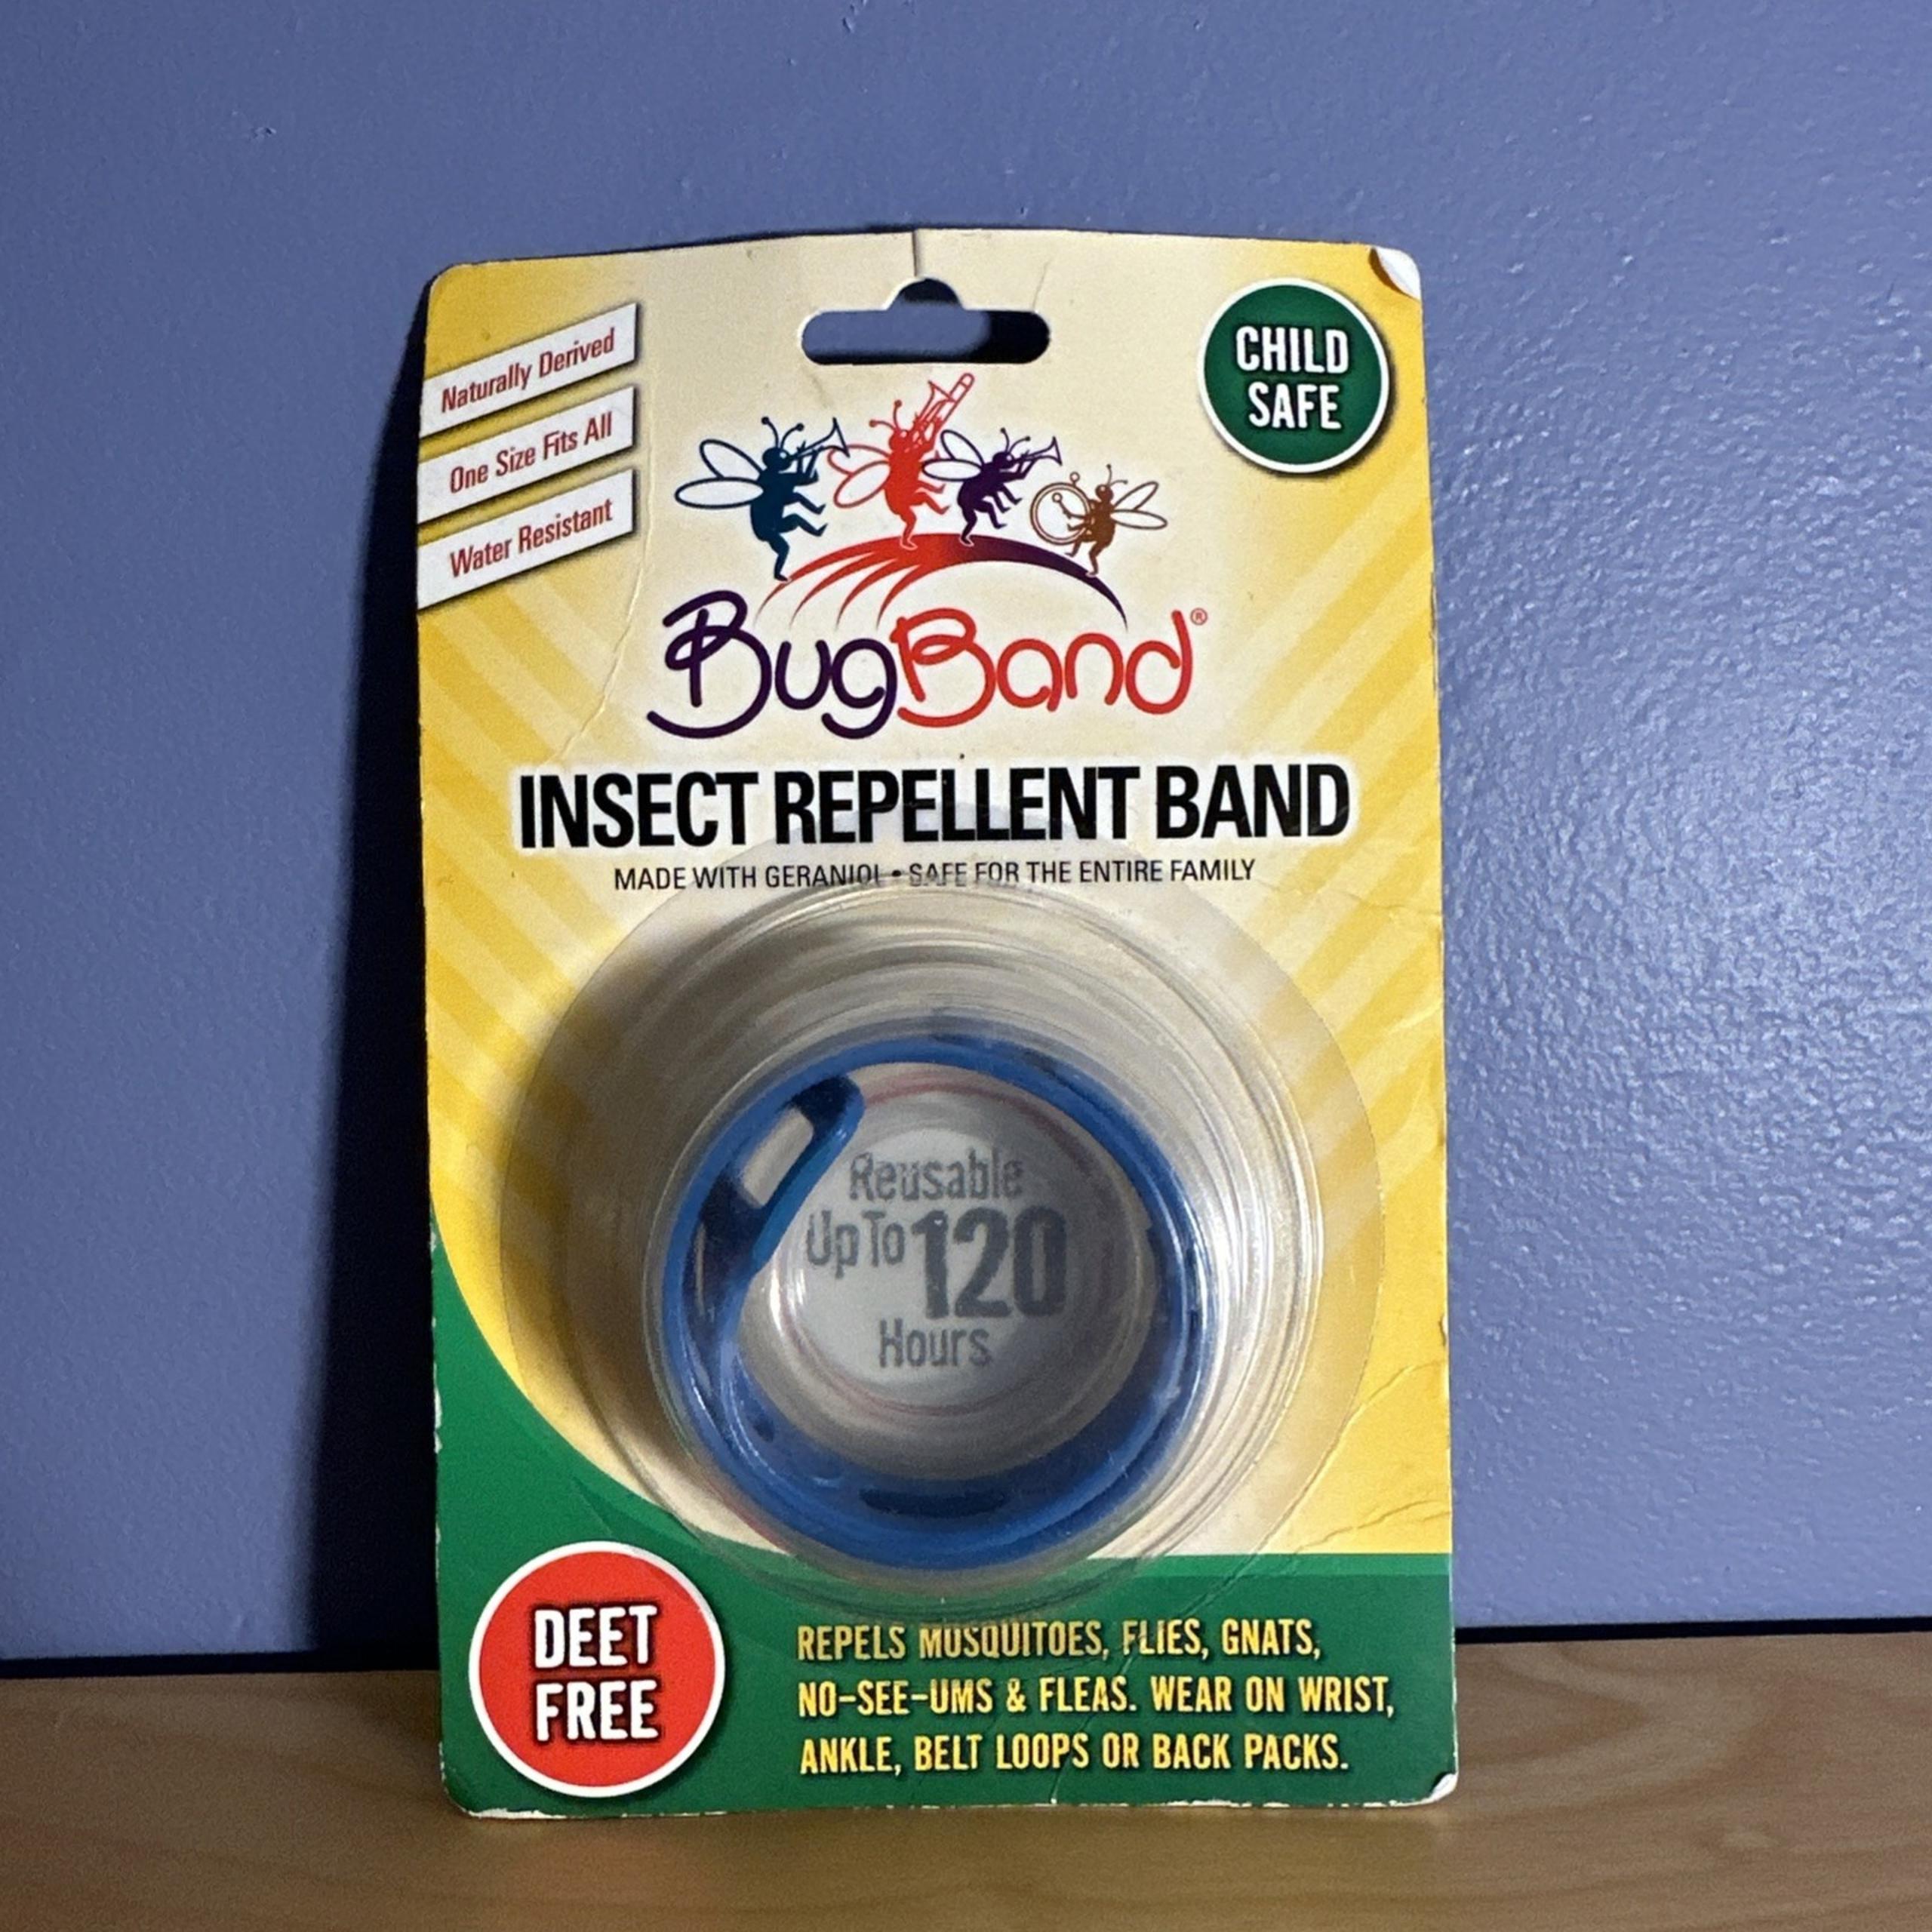 Naturally Derived
One Size Fits All
Water Resistant
CHILD
SAFE
BugBand®
INSECT REPELLENT BAND
MADE WITH GERANIOL • SAFE FOR THE ENTIRE FAMILY
Reusable
Up To 120
Hours
DEET
FREE
REPELS MOSQUITOES, FLIES, GNATS,
NO-SEE-UMS & FLEAS. WEAR ON WRIST,
ANKLE, BELT LOOPS OR BACK PACKS.